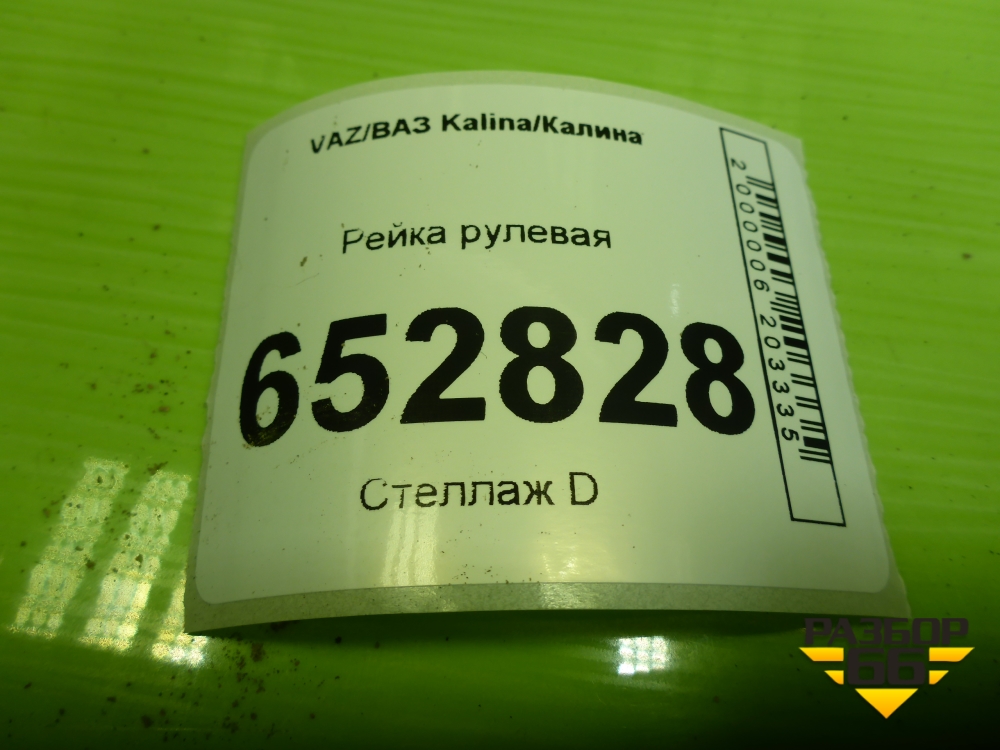 VAZ/ВАЗ Kalina/Калина
Рейка рулевая
652828
Стеллаж D
2000006203335
РАЗБОР
66